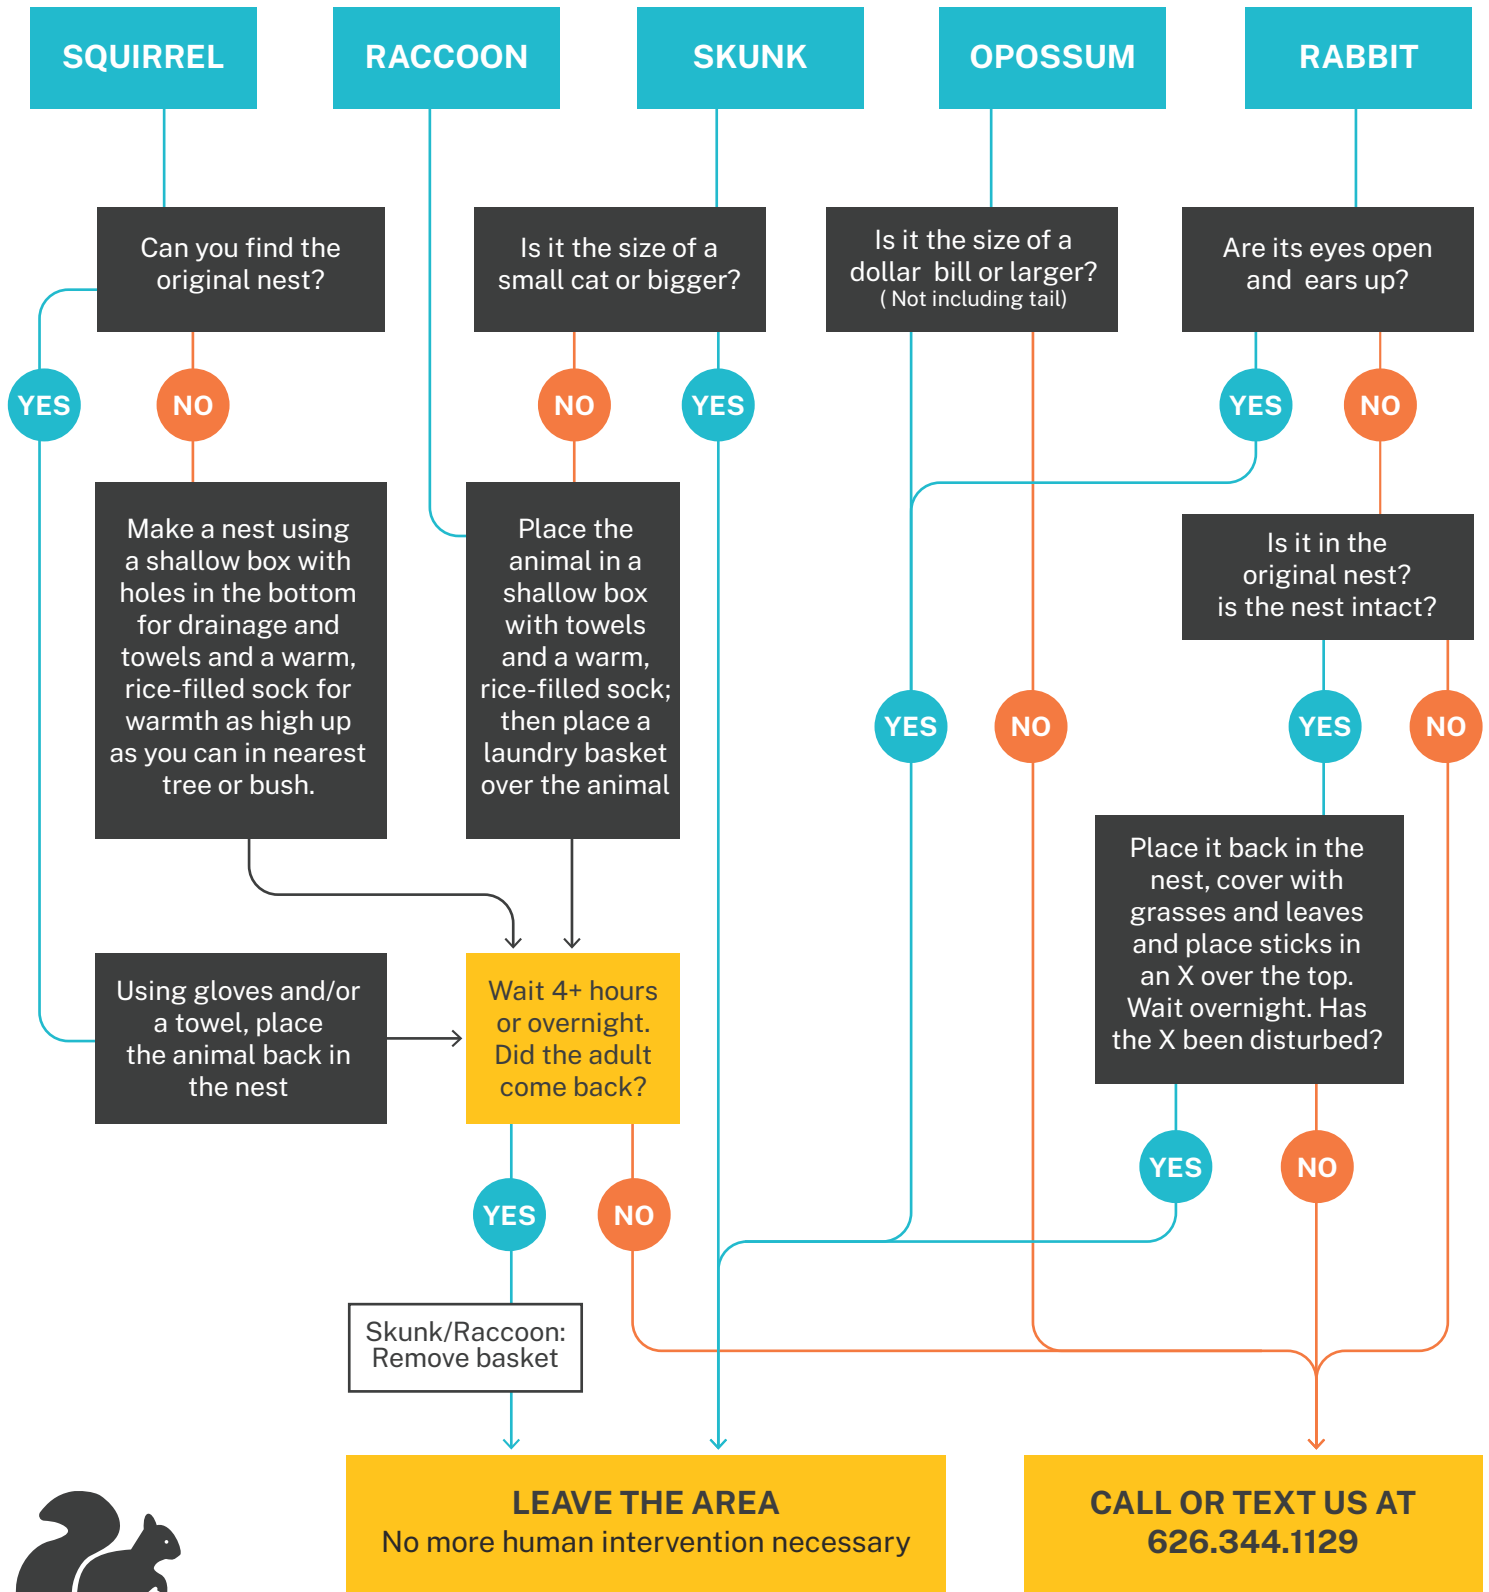 SQUIRREL
RACCOON
SKUNK
OPOSSUM
RABBIT
Can you find the
original nest?
Is it the size of a
small cat or bigger?
Is it the size of a
dollar bill or larger?
( Not including tail)
Are its eyes open
and ears up?
YES
NO
NO
YES
YES
NO
Make a nest using
a shallow box with
holes in the bottom
for drainage and
towels and a warm,
rice-filled sock for
warmth as high up
as you can in nearest
tree or bush.
Place the
animal in a
shallow box
with towels
and a warm,
rice-filled sock;
then place a
laundry basket
over the animal
Is it in the
original nest?
is the nest intact?
YES
NO
YES
NO
Place it back in the
nest, cover with
grasses and leaves
and place sticks in
an X over the top.
Wait overnight. Has
the X been disturbed?
Using gloves and/or
a towel, place
the animal back in
the nest
Wait 4+ hours
or overnight.
Did the adult
come back?
YES
NO
YES
NO
Skunk/Raccoon:
Remove basket
LEAVE THE AREA
No more human intervention necessary
CALL OR TEXT US AT
626.344.1129